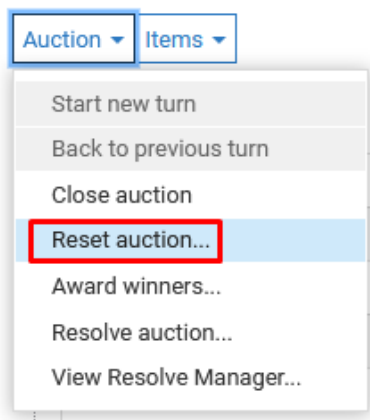 Auction Items
Start new turn
Back to previous turn
Close auction
Reset auction...
Award winners...
Resolve auction...
View Resolve Manager...